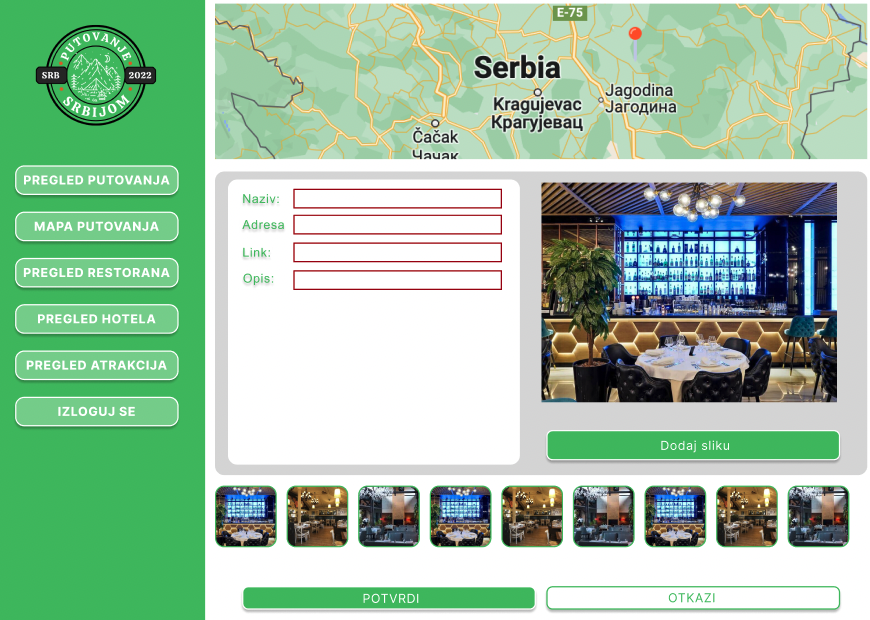 PUTOVANJE
SRB 2022
SRBIJOM
PREGLED PUTOVANJA
MAPA PUTOVANJA
PREGLED RESTORANA
PREGLED HOTELA
PREGLED ATRAKCIJA
IZLOGUJ SE
E-75
Serbia
Kragujevac
Крагујевац
Jagodina
Јагодина
Čačak
Чачак
Naziv:
Adresa
Link:
Opis:
Dodaj sliku
POTVRDI
OTKAZI